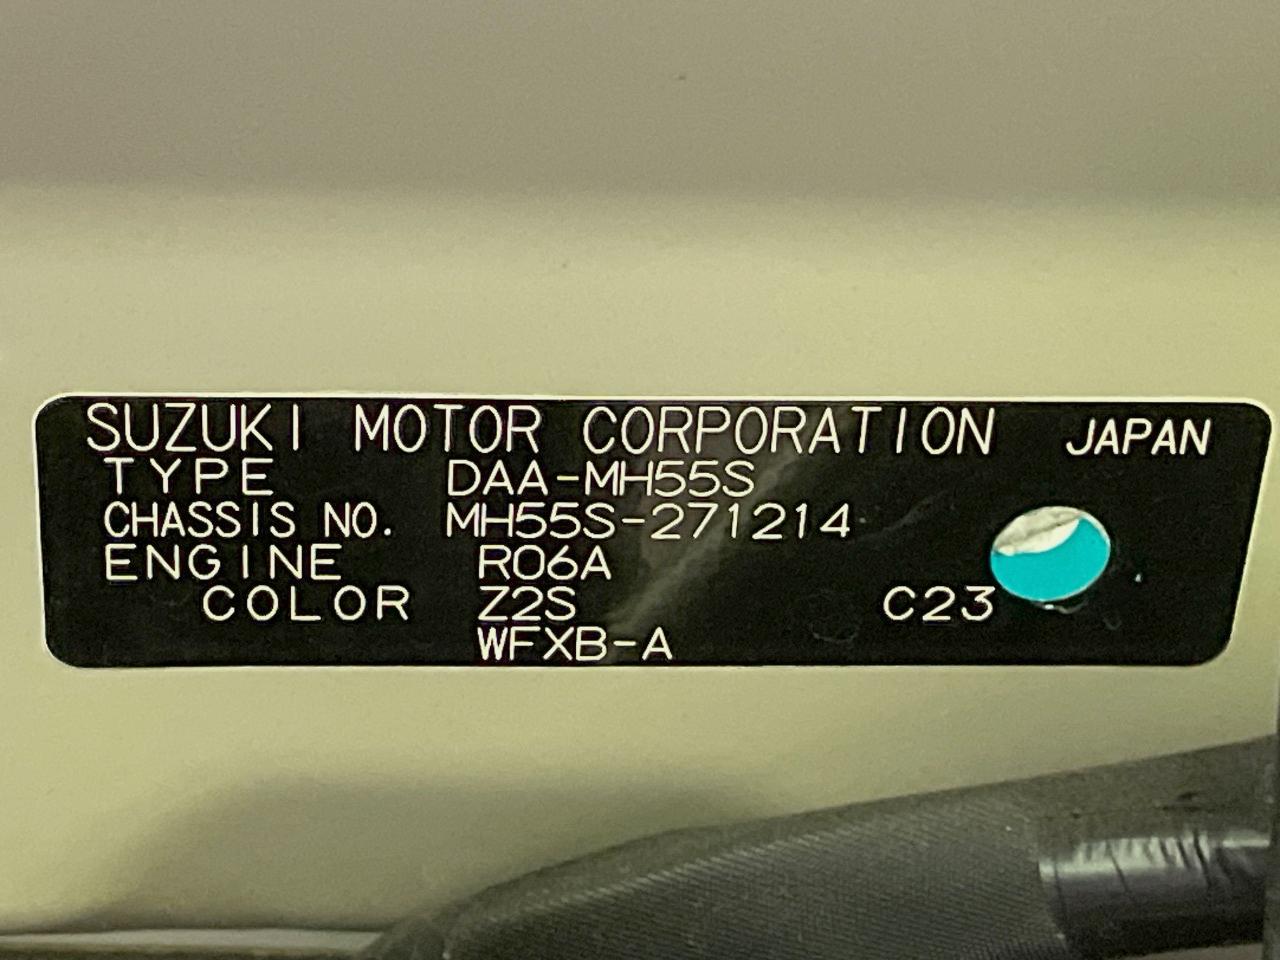 SUZUKI MOTOR CORPORATION JAPAN
TYPE DAA-MH55S
CHASSIS NO. MH55S-271214
ENGINE R06A
COLOR Z2S C23
WFXB-A